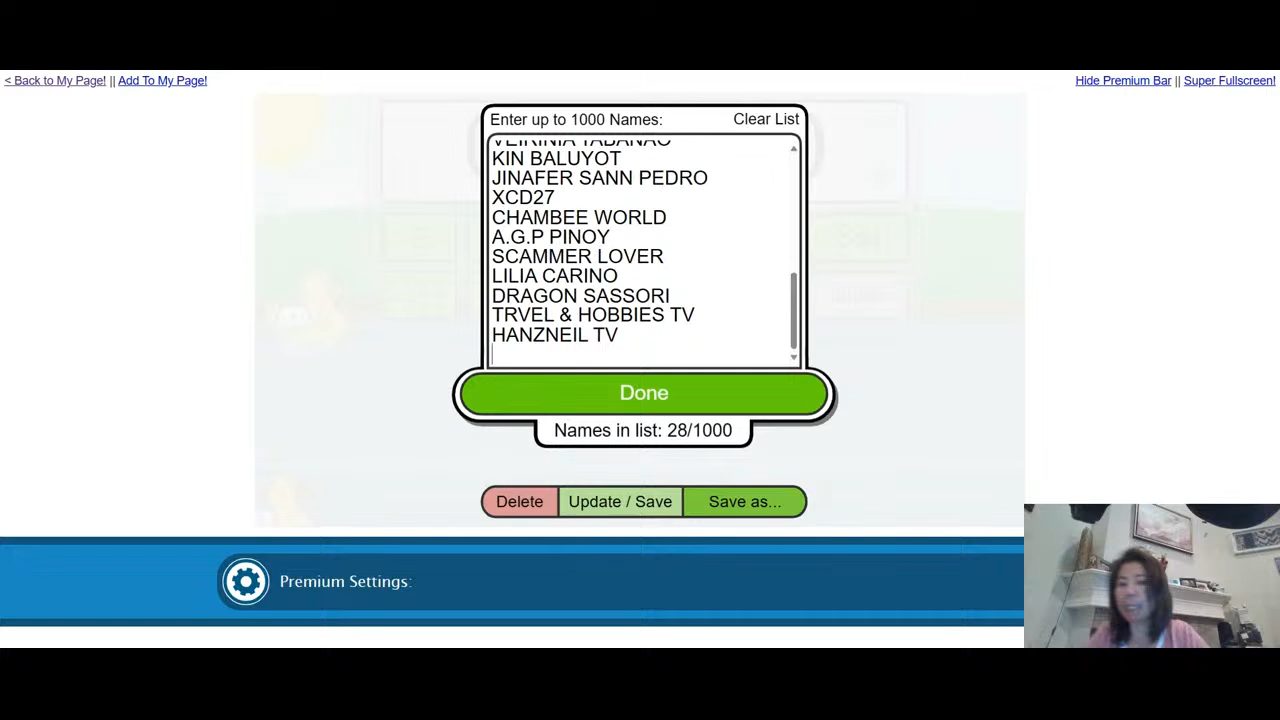 < Back to My Page! || Add To My Page!
Hide Premium Bar || Super Fullscreen!
Enter up to 1000 Names:
Clear List
KIN BALUYOT
JINAFER SANN PEDRO
XCD27
CHAMBEE WORLD
A.G.P PINOY
SCAMMER LOVER
LILIA CARINO
DRAGON SASSORI
TRVEL & HOBBIES TV
HANZNEIL TV
Done
Names in list: 28/1000
Delete
Update / Save
Save as...
Premium Settings: